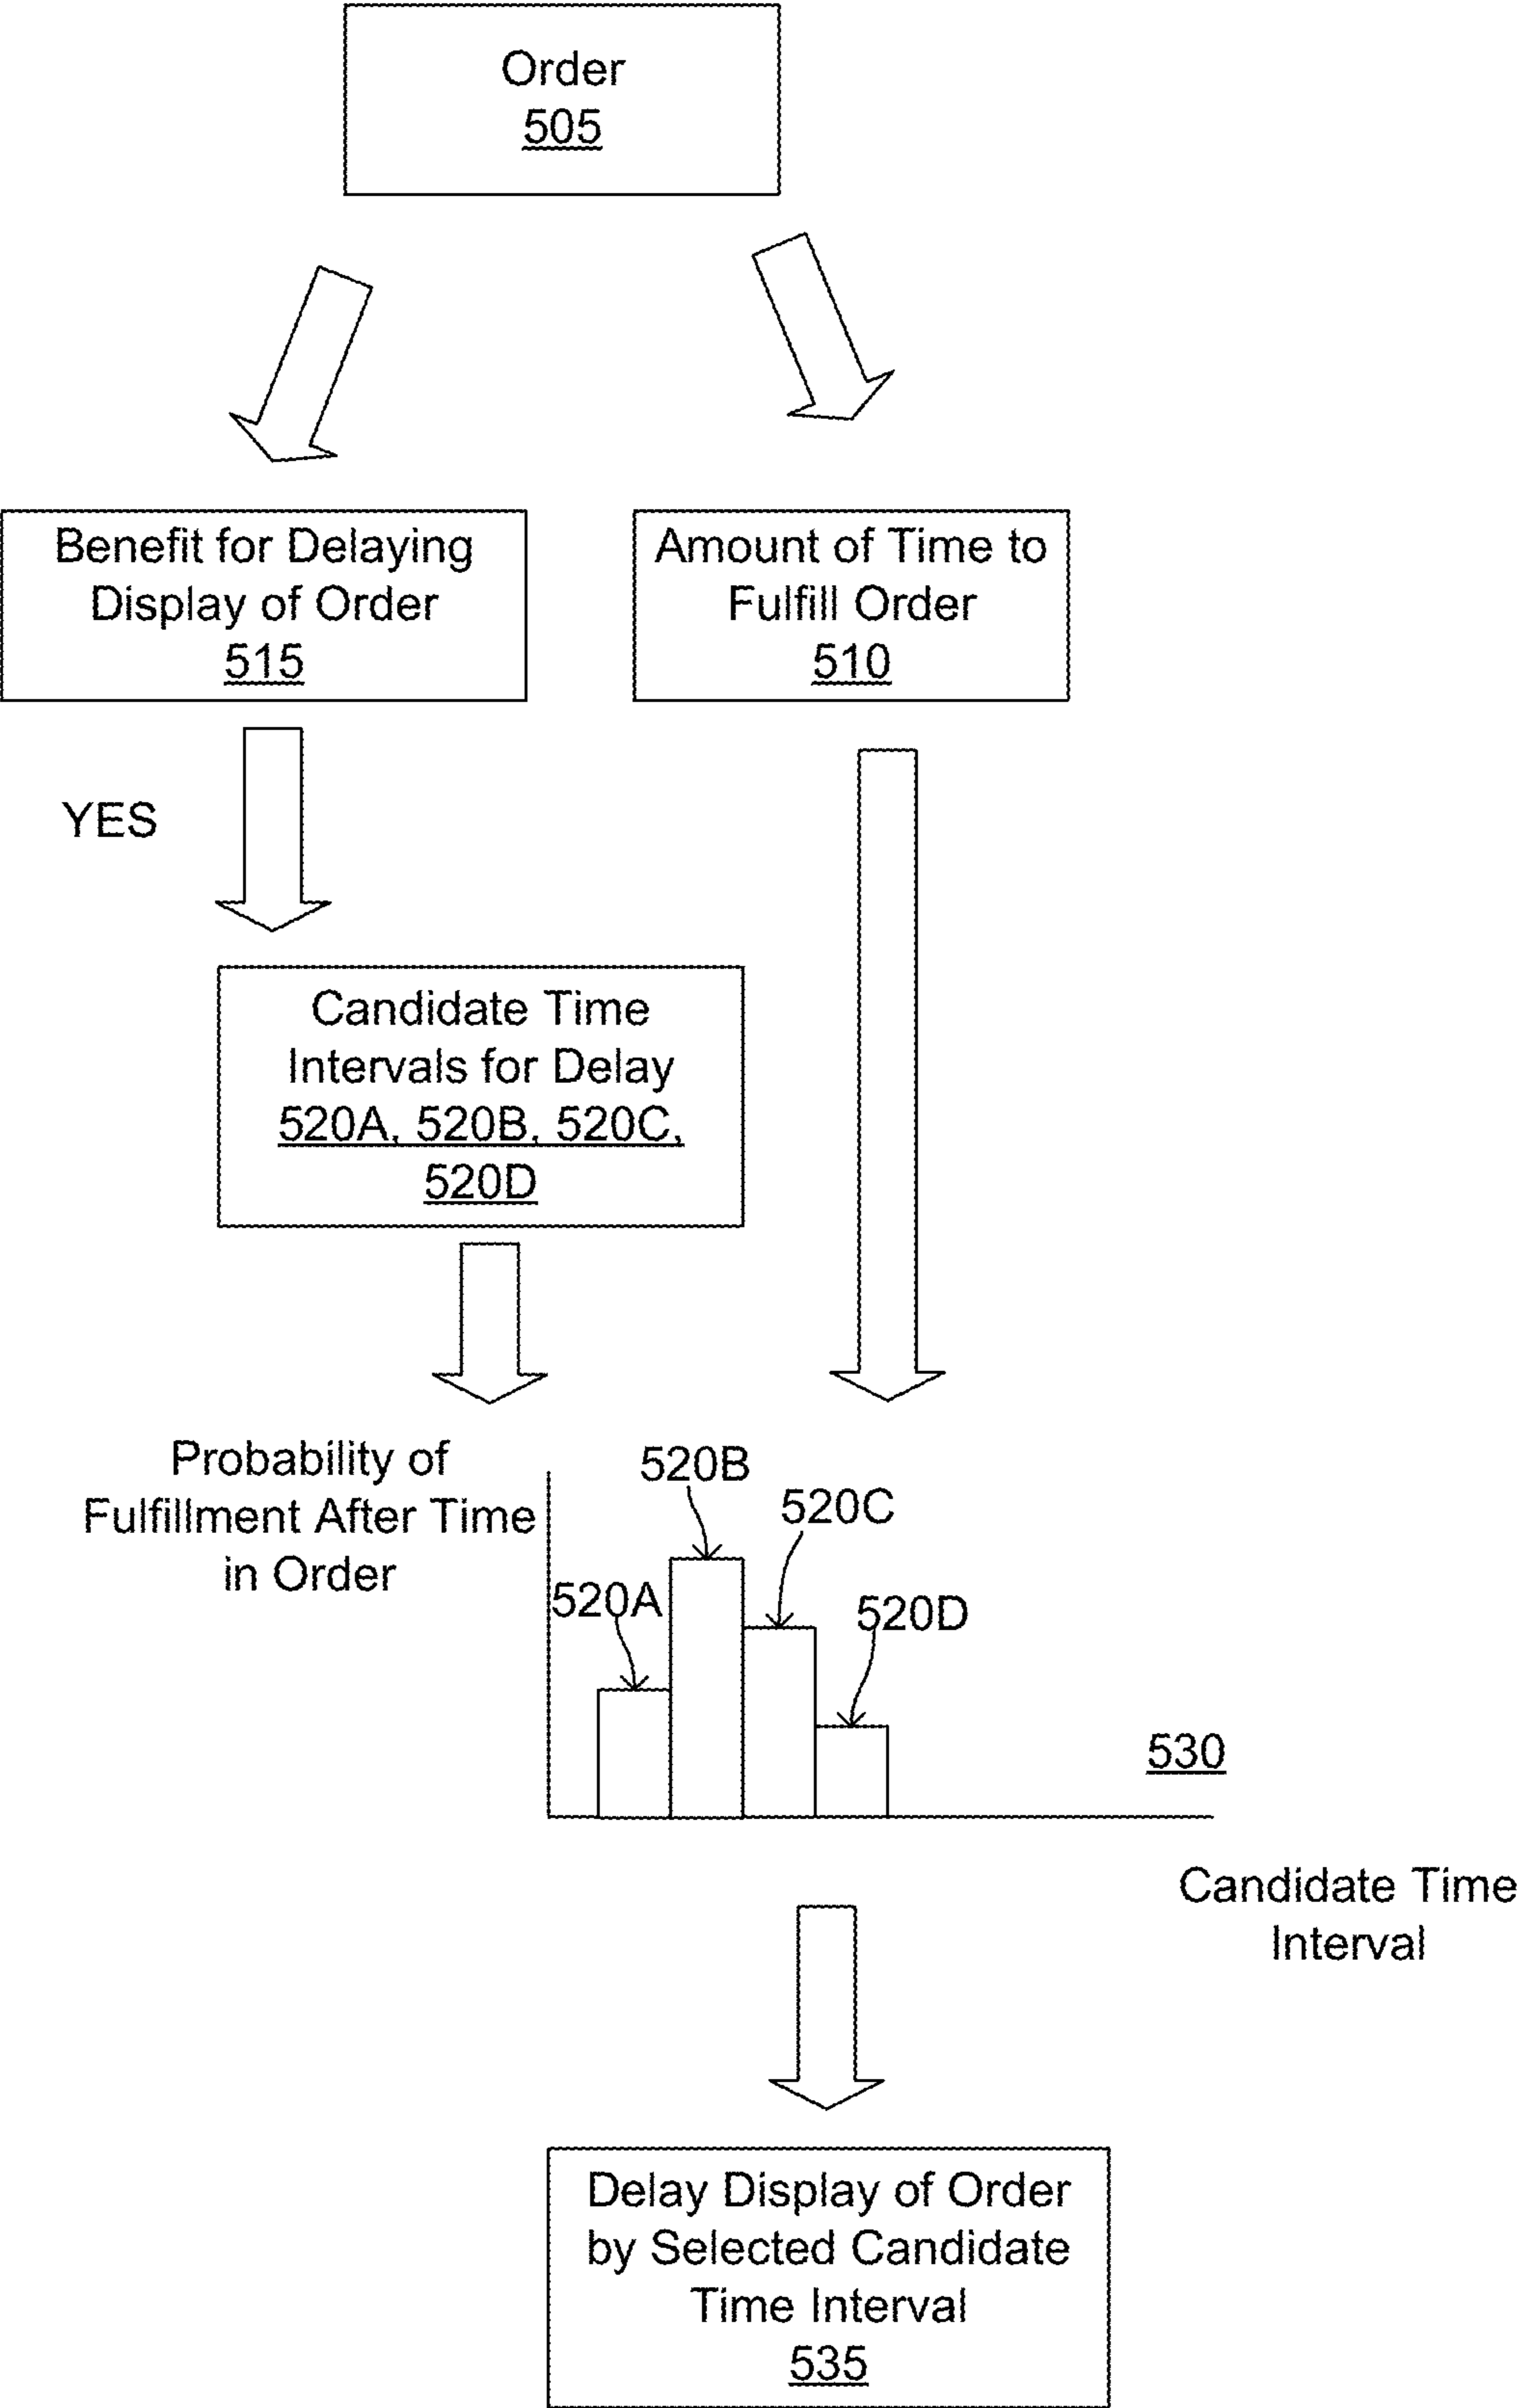 Order
505
Benefit for Delaying
Display of Order
515
Amount of Time to
Fulfill Order
510
YES
Candidate Time
Intervals for Delay
520A, 520B, 520C,
520D
Probability of
Fulfillment After Time
in Order
520B
520C
520A
520D
530
Candidate Time
Interval
Delay Display of Order
by Selected Candidate
Time Interval
535